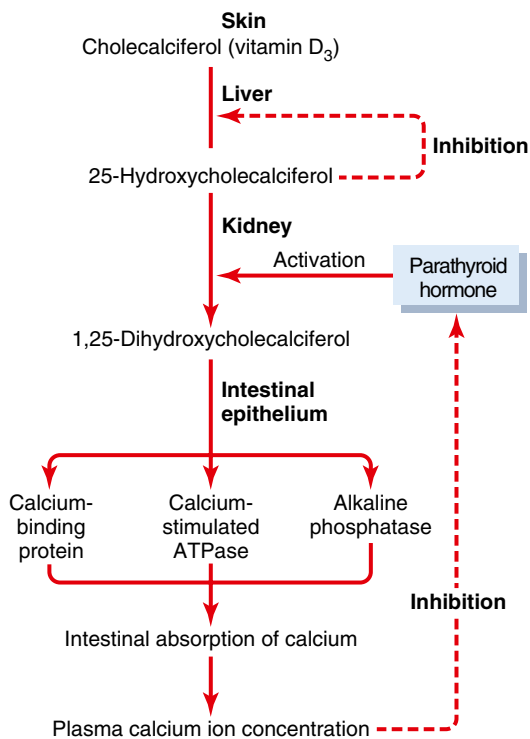 Skin
Cholecalciferol (vitamin D₃)
Liver
Inhibition
25-Hydroxycholecalciferol
Kidney
Activation
Parathyroid
hormone
1,25-Dihydroxycholecalciferol
Intestinal
epithelium
Calcium-
binding
protein
Calcium-
stimulated
ATPase
Alkaline
phosphatase
Inhibition
Intestinal absorption of calcium
Plasma calcium ion concentration